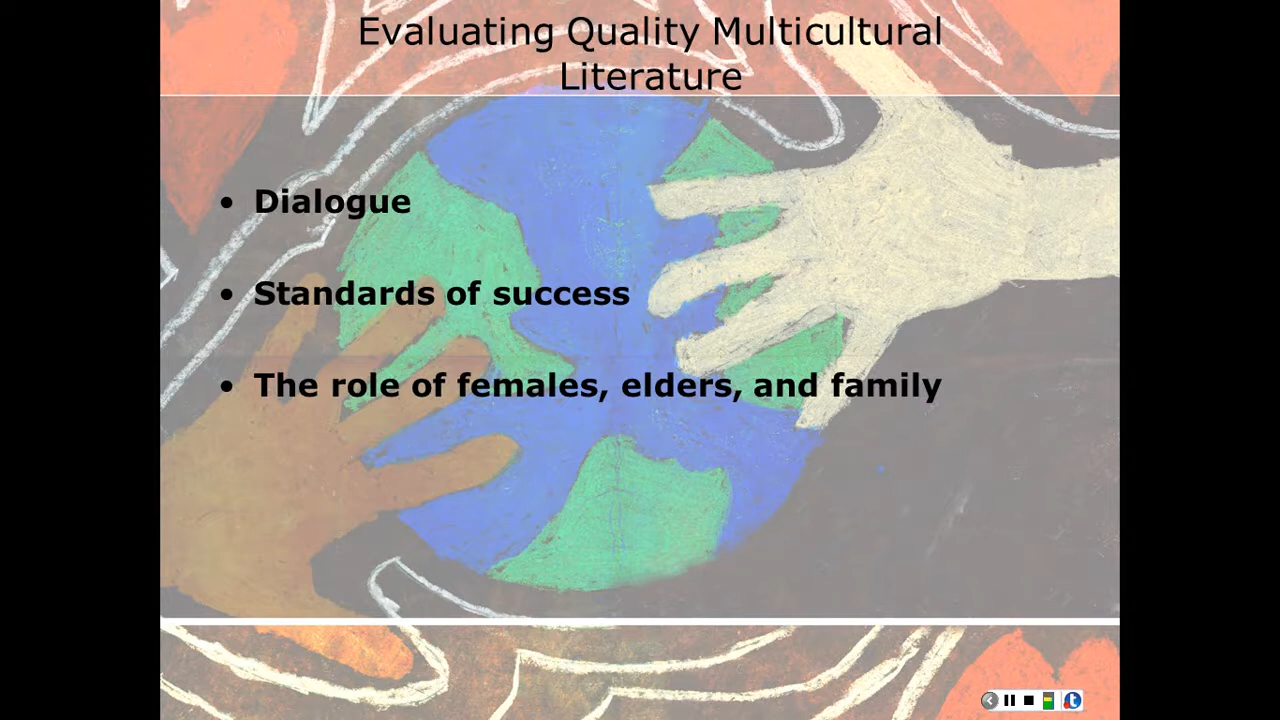 Evaluating Quality Multicultural
Literature
• Dialogue
• Standards of success
• The role of females, elders, and family
t